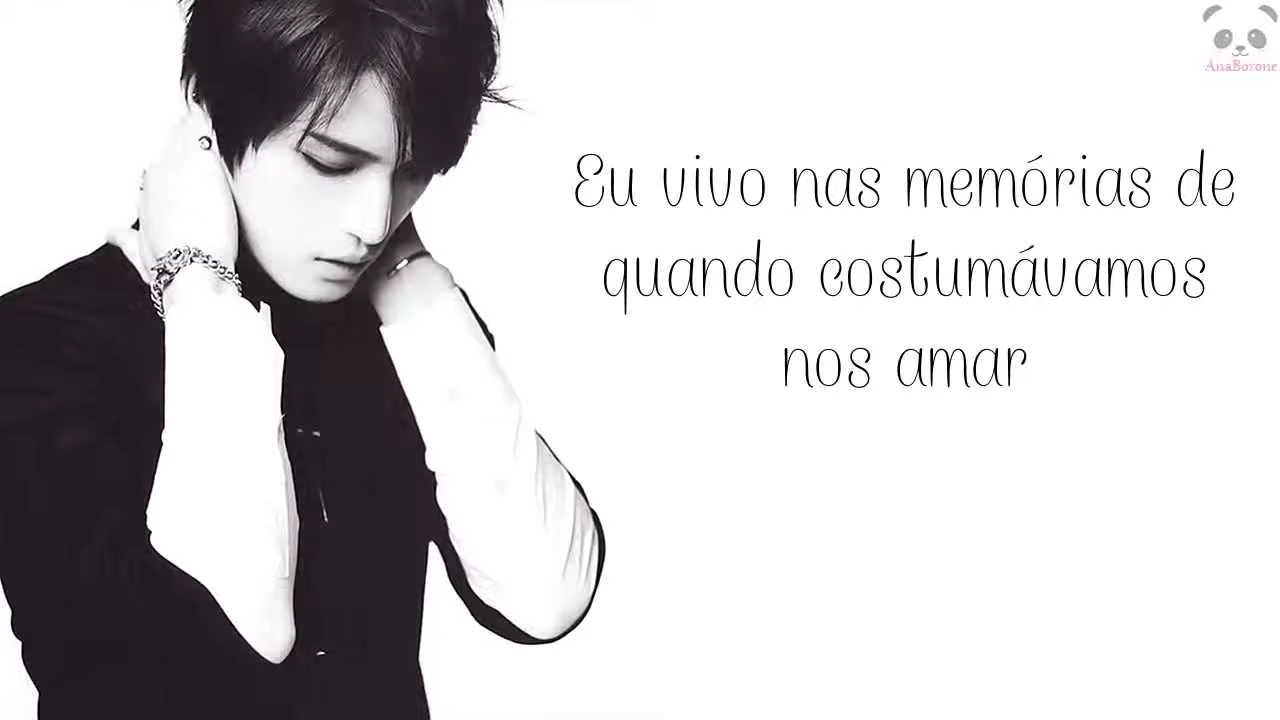 AnaBorone
Eu vivo nas memórias de
quando costumávamos
nos amar